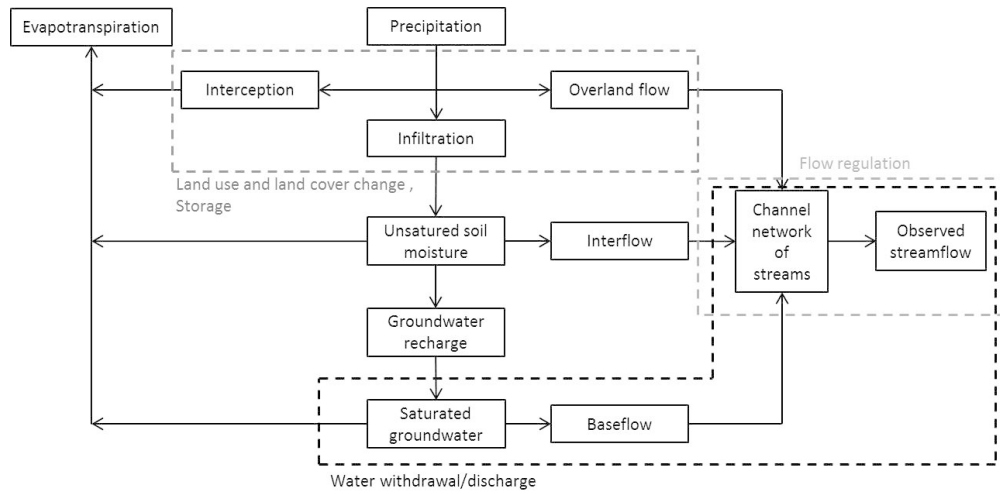 Evapotranspiration
Precipitation
Interception
Overland flow
Infiltration
Flow regulation
Land use and land cover change ,
Storage
Unsatured soil
moisture
Interflow
Channel
network
of
streams
Observed
streamflow
Groundwater
recharge
Saturated
groundwater
Baseflow
Water withdrawal/discharge